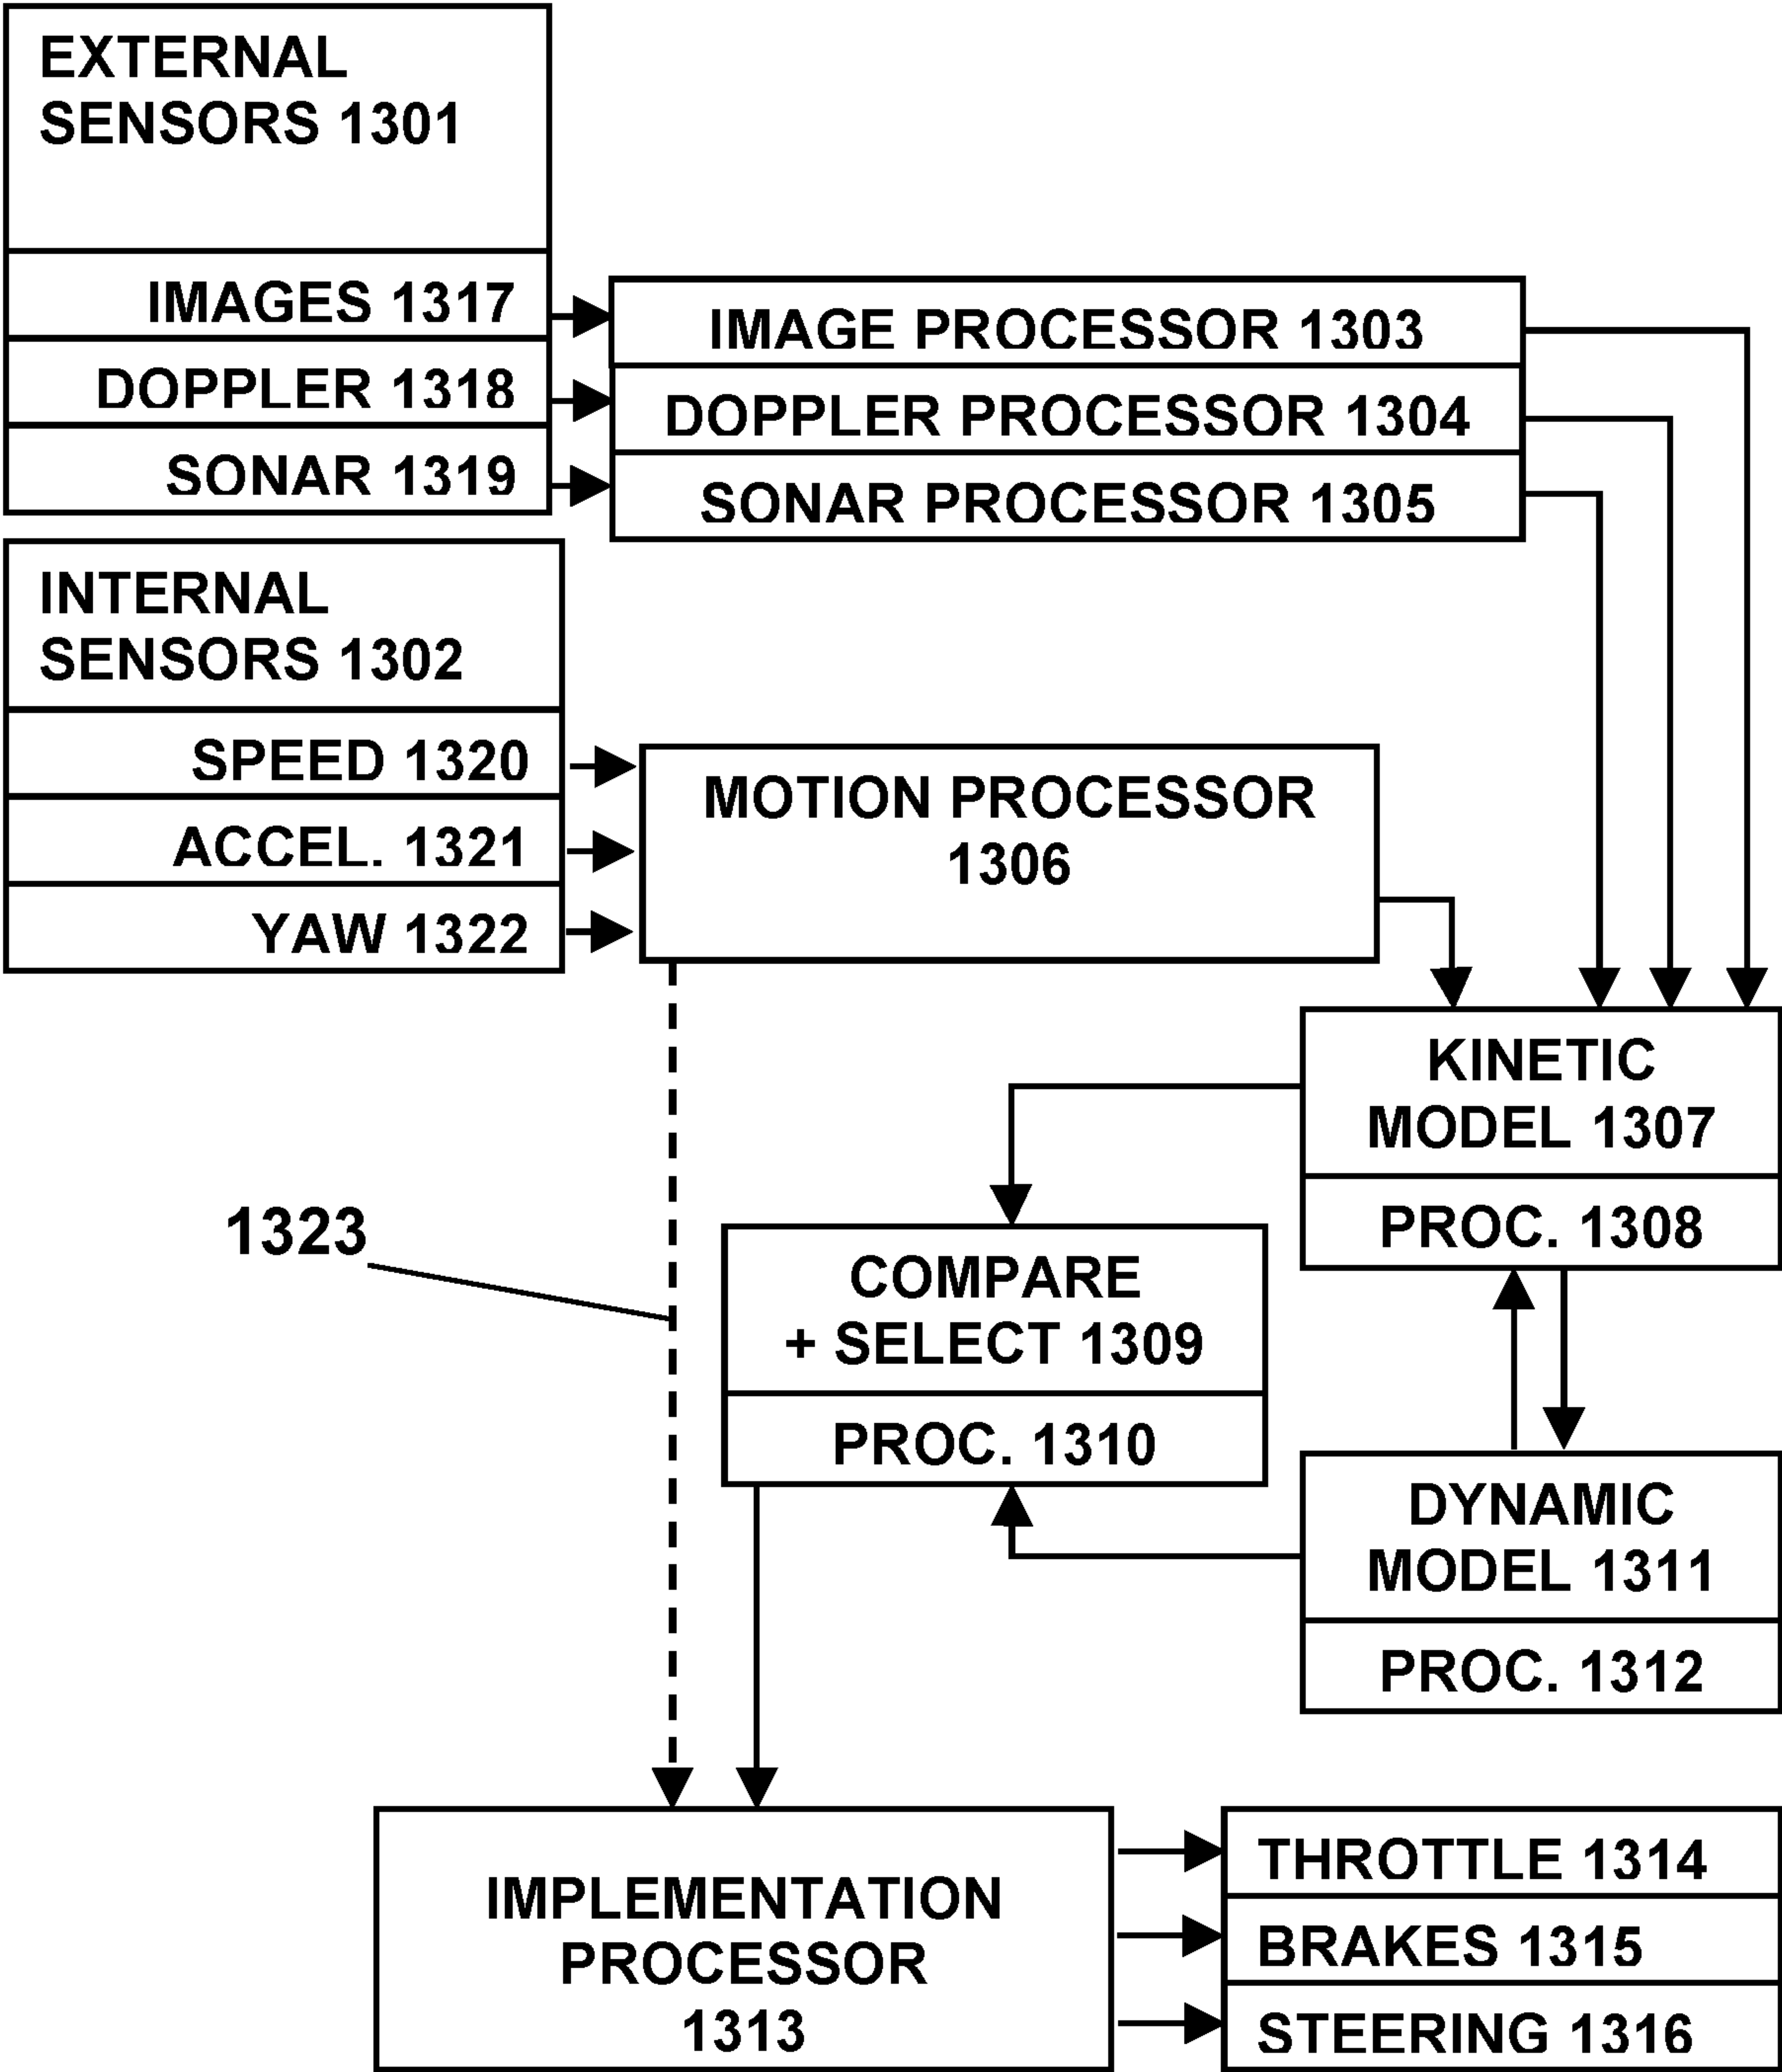 EXTERNAL
SENSORS 1301
IMAGES 1317
DOPPLER 1318
SONAR 1319
IMAGE PROCESSOR 1303
DOPPLER PROCESSOR 1304
SONAR PROCESSOR 1305
INTERNAL
SENSORS 1302
SPEED 1320
ACCEL. 1321
YAW 1322
MOTION PROCESSOR
1306
KINETIC
MODEL 1307
PROC. 1308
1323
COMPARE
+ SELECT 1309
PROC. 1310
DYNAMIC
MODEL 1311
PROC. 1312
IMPLEMENTATION
PROCESSOR
1313
THROTTLE 1314
BRAKES 1315
STEERING 1316